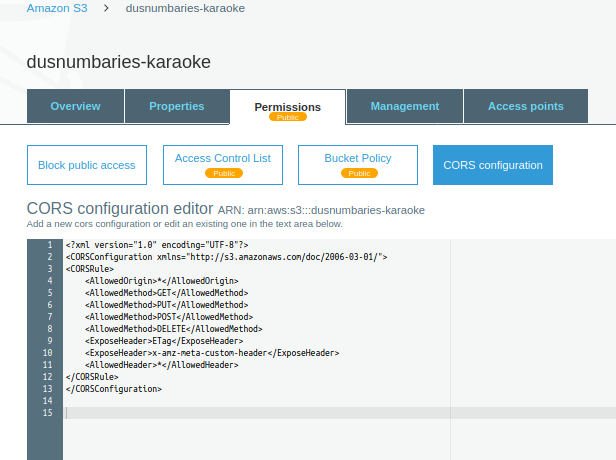 Amazon S3 > dusnumbaries-karaoke
dusnumbaries-karaoke
Overview Properties Permissions Management Access points
Public
Block public access Access Control List Bucket Policy CORS configuration
Public Public
CORS configuration editor ARN: arn:aws:s3:::dusnumbaries-karaoke
Add a new cors configuration or edit an existing one in the text area below.
1 <?xml version="1.0" encoding="UTF-8"?>
2 <CORSConfiguration xmlns="http://s3.amazonaws.com/doc/2006-03-01/">
3 <CORSRule>
4 <AllowedOrigin>*</AllowedOrigin>
5 <AllowedMethod>GET</AllowedMethod>
6 <AllowedMethod>PUT</AllowedMethod>
7 <AllowedMethod>POST</AllowedMethod>
8 <AllowedMethod>DELETE</AllowedMethod>
9 <ExposeHeader>ETag</ExposeHeader>
10 <ExposeHeader>x-amz-meta-custom-header</ExposeHeader>
11 <AllowedHeader>*</AllowedHeader>
12 </CORSRule>
13 </CORSConfiguration>
14
15